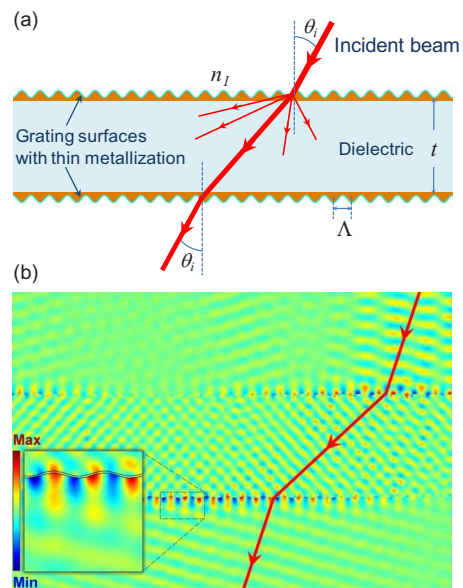 (a)
θi
Incident beam
n1
Grating surfaces
with thin metallization
Dielectric
t
Λ
θi
(b)
Max
Min